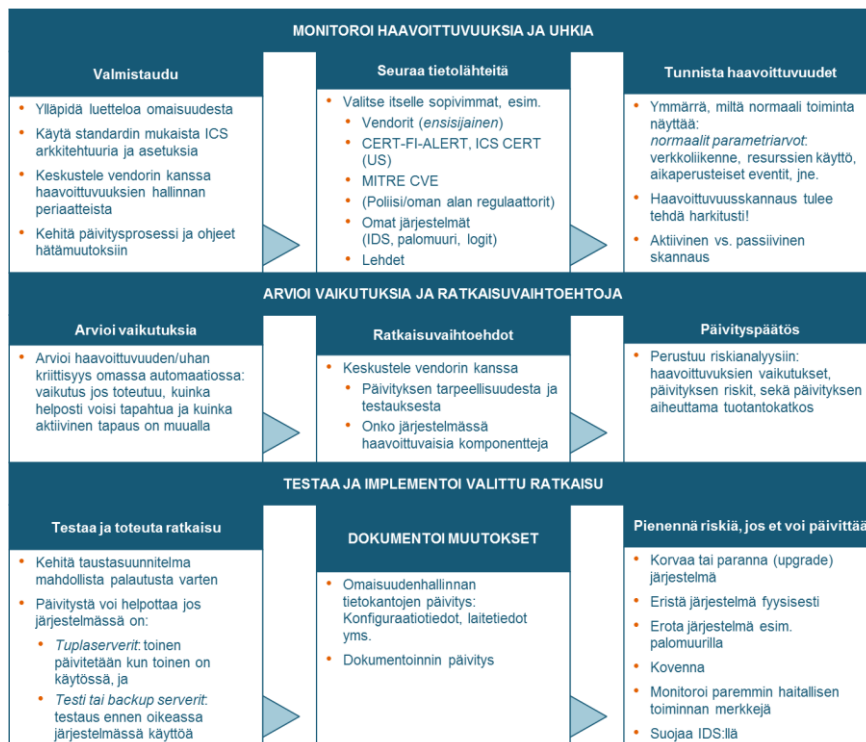 MONITOROI HAAVOITTUVUUKSIA JA UHKIA
Valmistaudu
• Ylläpidä luetteloa omaisuudesta
• Käytä standardin mukaista ICS
arkkitehtuuria ja asetuksia
• Keskustele vendorin kanssa
haavoittuvuuksien hallinnan
periaatteista
• Kehitä päivitysprosessi ja ohjeet
hätämuutoksiin
Seuraa tietolähteitä
• Valitse itselle sopivimmat, esim.
• Vendorit (ensisijainen)
• CERT-FI-ALERT, ICS CERT
(US)
• MITRE CVE
• (Poliisi/oman alan regulaattorit)
• Omat järjestelmät
(IDS, palomuuri, logit)
• Lehdet
Tunnista haavoittuvuudet
• Ymmärrä, miltä normaali toiminta
näyttää:
normaalit parametriarvot:
verkkoliikenne, resurssien käyttö,
aikaperusteiset eventit, jne.
• Haavoittuvuusskannaus tulee
tehdä harkitusti!
• Aktiivinen vs. passiivinen
skannaus
ARVIOI VAIKUTUKSIA JA RATKAISUVAIHTOEHTOJA
Arvioi vaikutuksia
• Arvioi haavoittuvuuden/uhan
kriittisyys omassa automaatiossa:
vaikutus jos toteutuu, kuinka
helposti voisi tapahtua ja kuinka
aktiivinen tapaus on muualla
Ratkaisuvaihtoehdot
• Keskustele vendorin kanssa
• Päivityksen tarpeellisuudesta ja
testauksesta
• Onko järjestelmässä
haavoittuvaisia komponentteja
Päivityspäätös
• Perustuu riskianalyysiin:
haavoittuvuksien vaikutukset,
päivityksen riskit, sekä päivityksen
aiheuttama tuotantokatkos
TESTAA JA IMPLEMENTOI VALITTU RATKAISU
Testaa ja toteuta ratkaisu
• Kehitä taustasuunnitelma
mahdollista palautusta varten
• Päivitystä voi helpottaa jos
järjestelmässä on:
• Tuplaserverit: toinen
päivitetään kun toinen on
käytössä, ja
• Testi tai backup serverit:
testaus ennen oikeassa
järjestelmässä käyttöä
DOKUMENTOI MUUTOKSET
• Omaisuudenhallinnan
tietokantojen päivitys:
Konfiguraatiotiedot, laitetiedot
yms.
• Dokumentoinnin päivitys
Pienennä riskiä, jos et voi päivittää
• Korvaa tai paranna (upgrade)
järjestelmä
• Eristä järjestelmä fyysisesti
• Erota järjestelmä esim.
palomuurilla
• Kovenna
• Monitoroi paremmin haitallisen
toiminnan merkkejä
• Suojaa IDS:llä